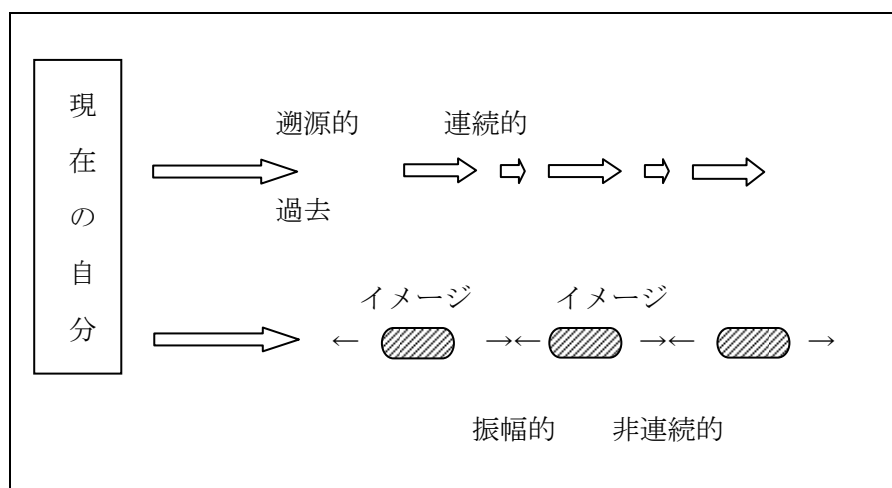 現在の自分
遡源的 連続的
過去
イメージ イメージ
振幅的 非連続的